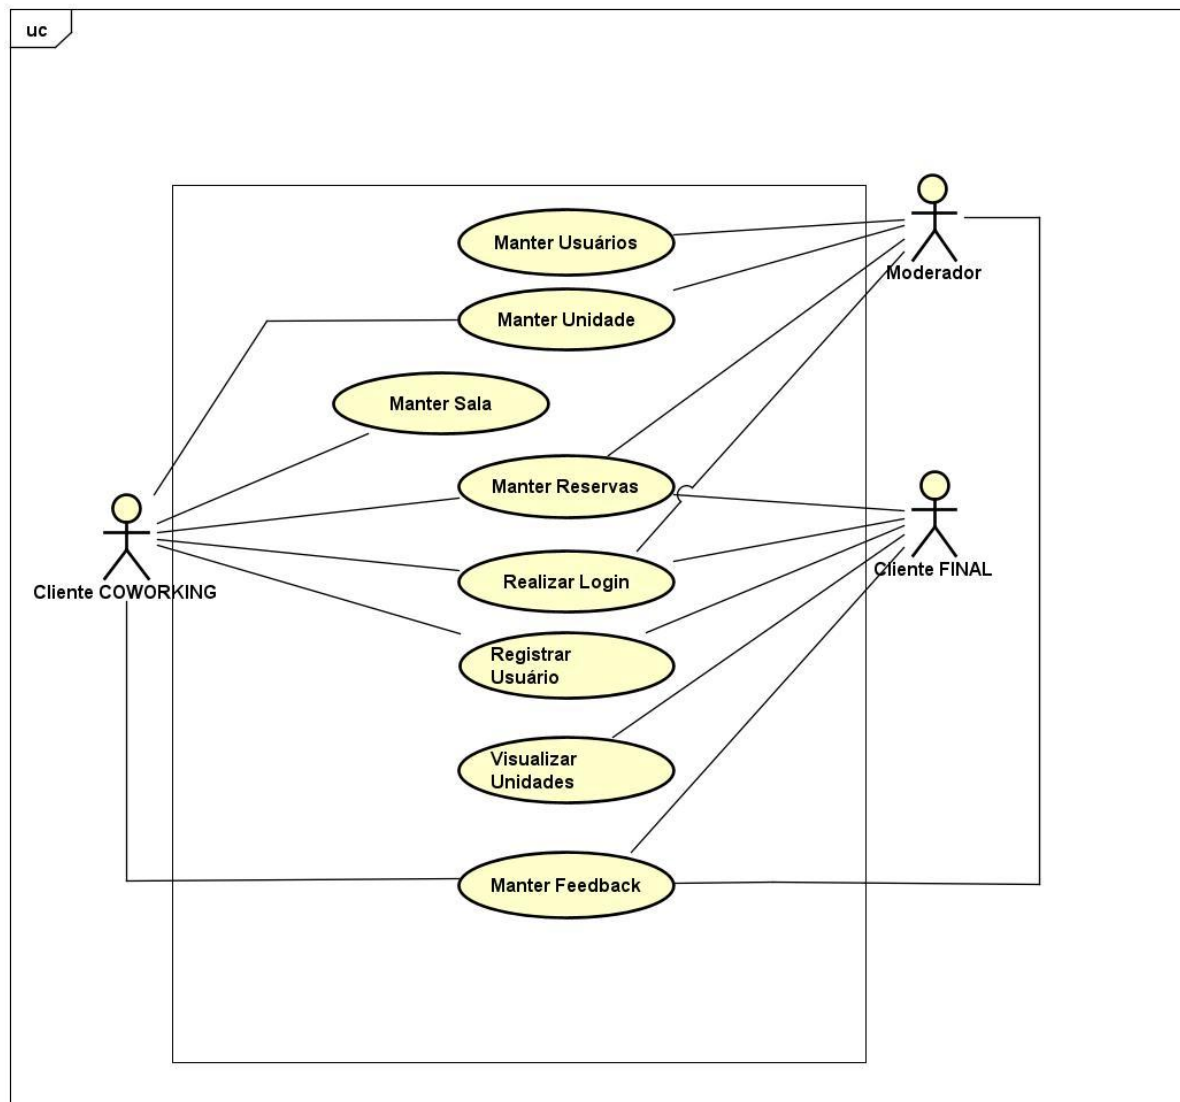 uc
Manter Usuários
Moderador
Manter Unidade
Manter Sala
Manter Reservas
Cliente FINAL
Cliente COWORKING
Realizar Login
Registrar
Usuário
Visualizar
Unidades
Manter Feedback